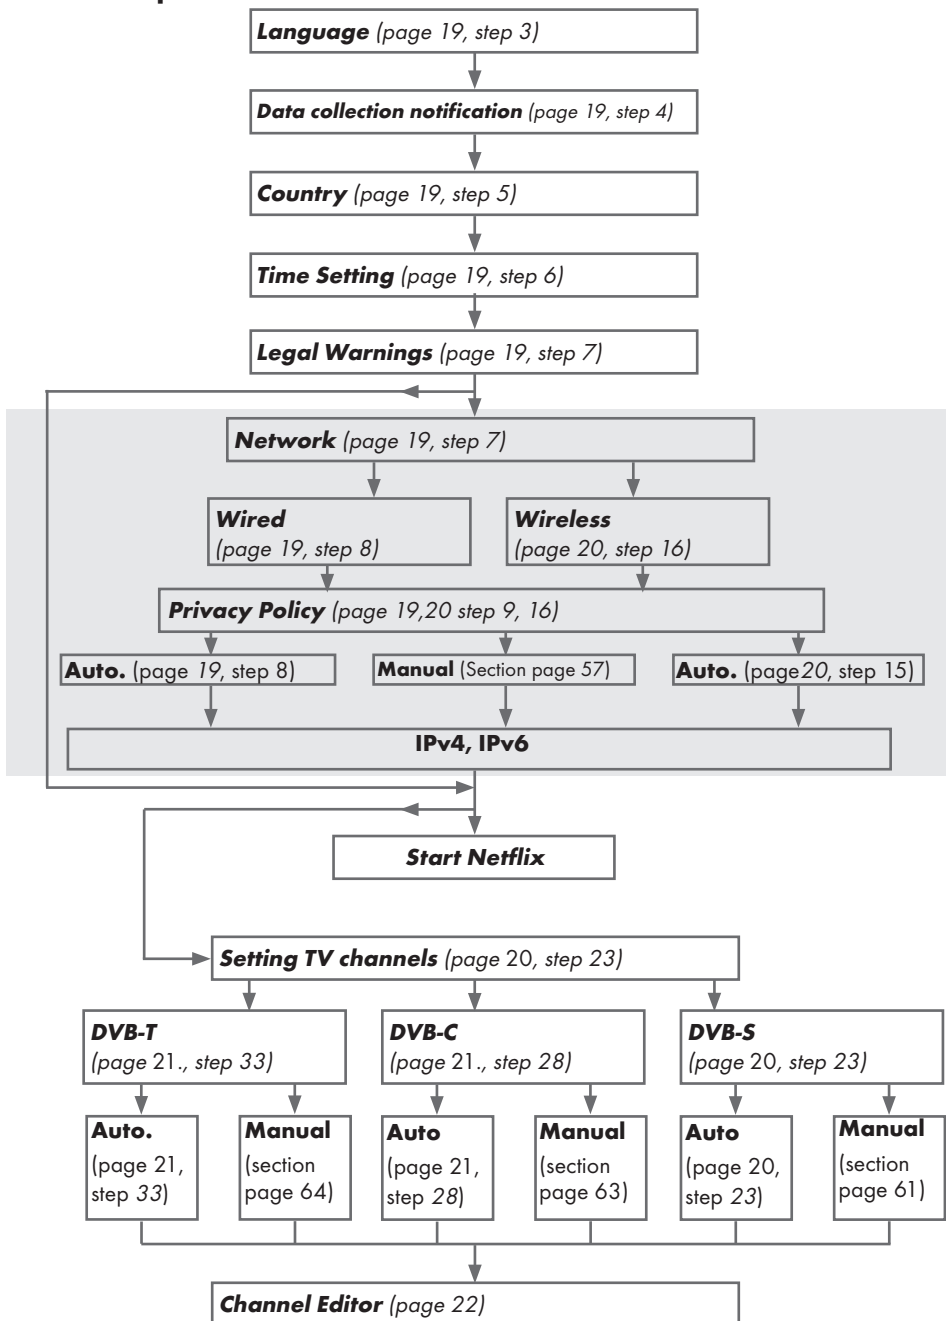 Language (page 19, step 3)
Data collection notification (page 19, step 4)
Country (page 19, step 5)
Time Setting (page 19, step 6)
Legal Warnings (page 19, step 7)
Network (page 19, step 7)
Wired
(page 19, step 8)
Wireless
(page 20, step 16)
Privacy Policy (page 19,20 step 9, 16)
Auto. (page 19, step 8)
Manual (Section page 57)
Auto. (page20, step 15)
IPv4, IPv6
Start Netflix
Setting TV channels (page 20, step 23)
DVB-T
(page 21., step 33)
DVB-C
(page 21., step 28)
DVB-S
(page 20, step 23)
Auto.
(page 21,
step 33)
Manual
(section
page 64)
Auto
(page 21,
step 28)
Manual
(section
page 63)
Auto
(page 20,
step 23)
Manual
(section
page 61)
Channel Editor (page 22)